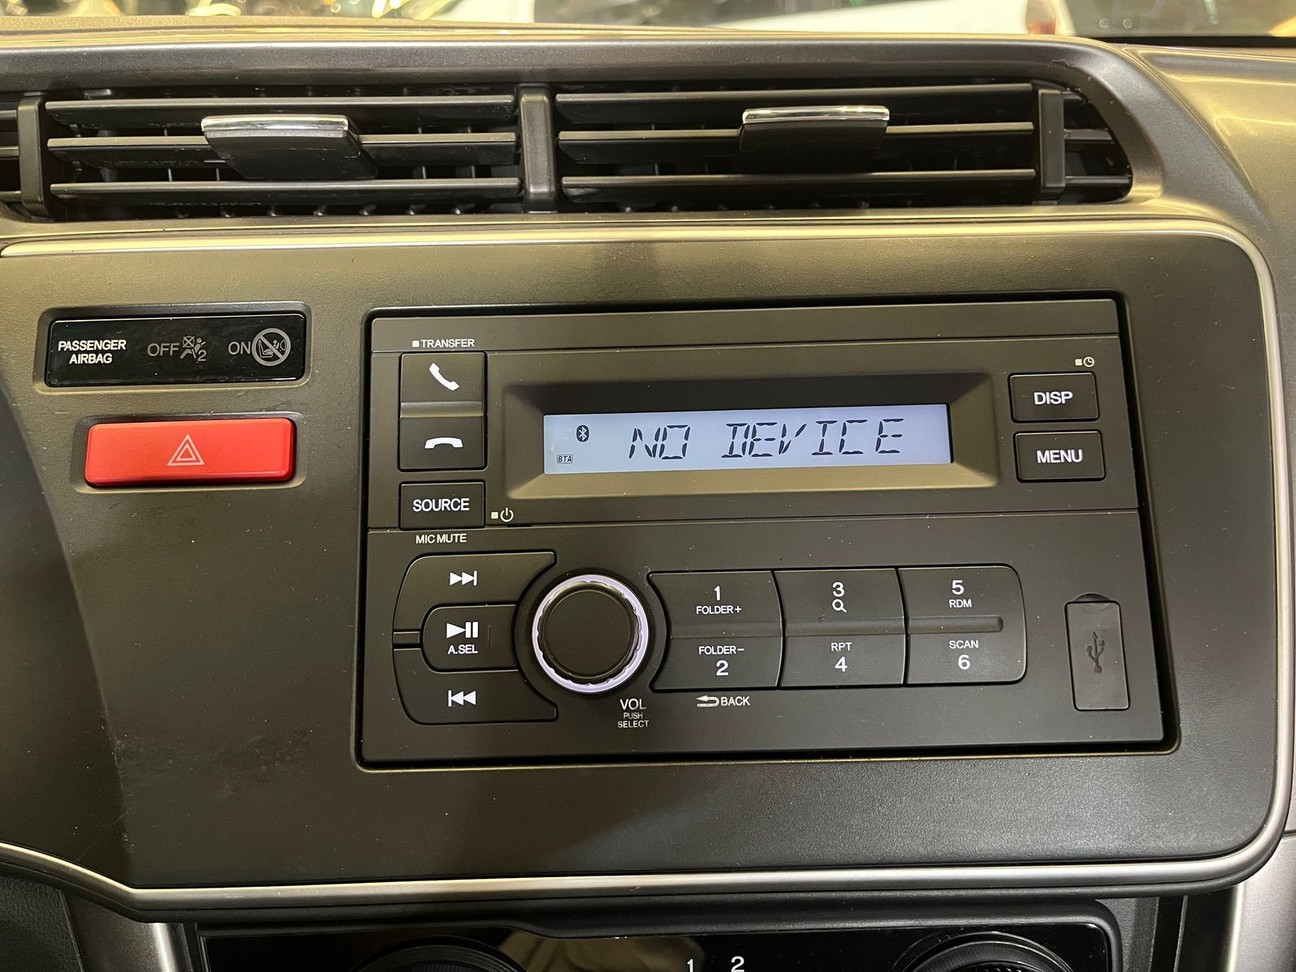 PASSENGER
AIRBAG
OFF 2
ON
TRANSFER
BTA
NO DEVICE
DISP
MENU
SOURCE
MIC MUTE
A.SEL
VOL
PUSH
SELECT
1
FOLDER+
3
5
RDM
FOLDER-
2
RPT
4
SCAN
6
BACK
1 2